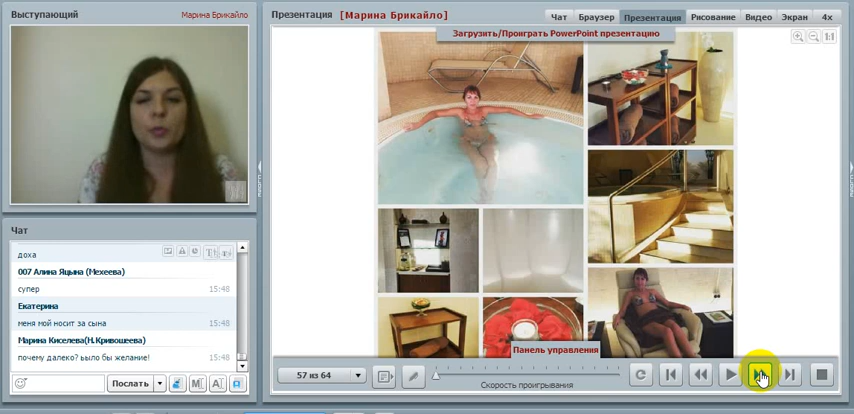 Выступающий
Марина Брикайло
Презентация [Марина Брикайло]
Чат
Браузер
Презентация
Рисование
Видео
Экран
4x
Загрузить/Проиграть PowerPoint презентацию
1:1
Чат
доха
007 Алина Яцына (Мехеева)
супер 15:48
Екатерина
меня мой носит за сына 15:48
Марина Киселева(Н.Кривошеева)
почему далеко? было бы желание! 15:48
Послать
Панель управления
57 из 64
Скорость проигрывания